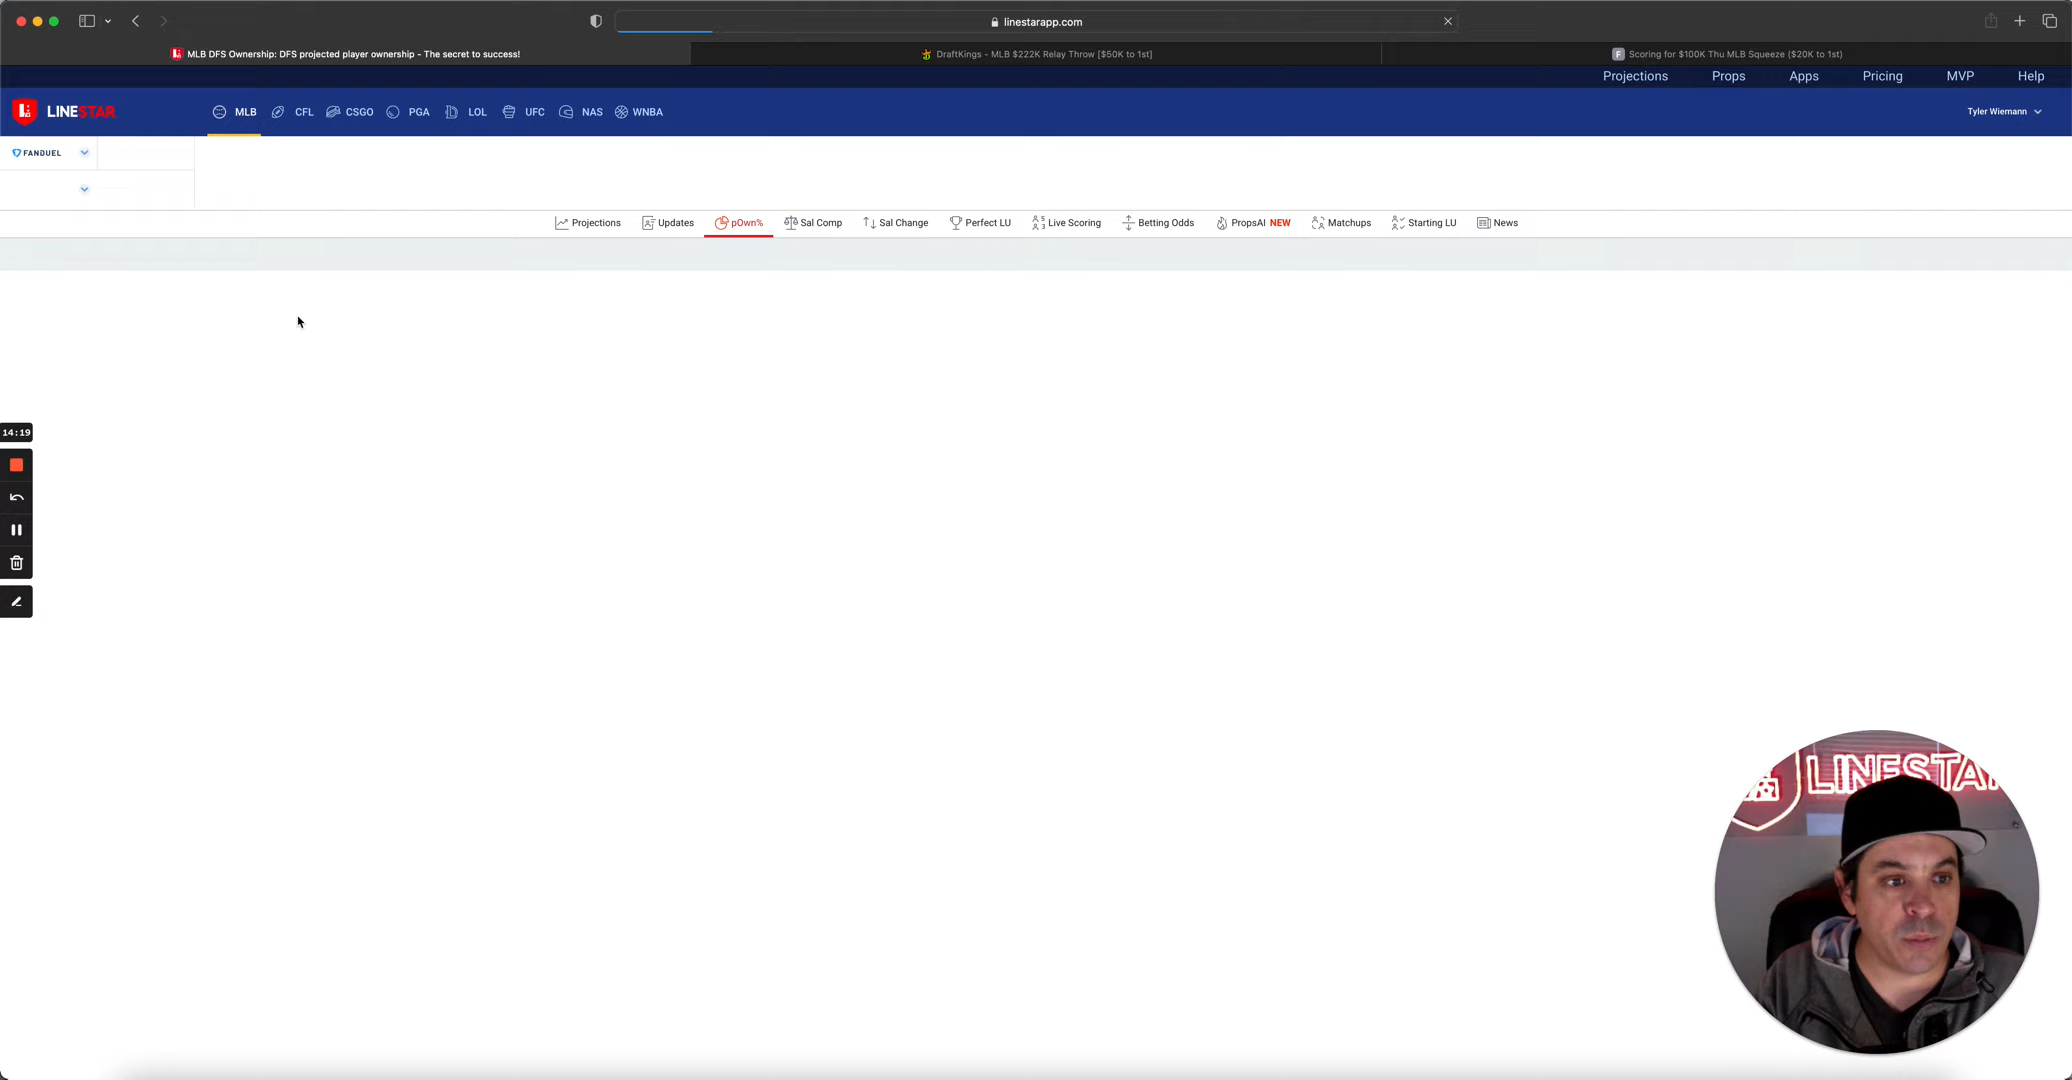 linestarapp.com
MLB DFS Ownership: DFS projected player ownership - The secret to success!
DraftKings - MLB $222K Relay Throw [$50K to 1st]
F Scoring for $100K Thu MLB Squeeze ($20K to 1st)
Projections Props Apps Pricing MVP Help
LINESTAR
MLB CFL CSGO PGA LOL UFC NAS WNBA
Tyler Wiemann
FANDUEL
Projections Updates pOwn% Sal Comp Sal Change Perfect LU Live Scoring Betting Odds PropsAI NEW Matchups Starting LU News
14:19
LINESTA